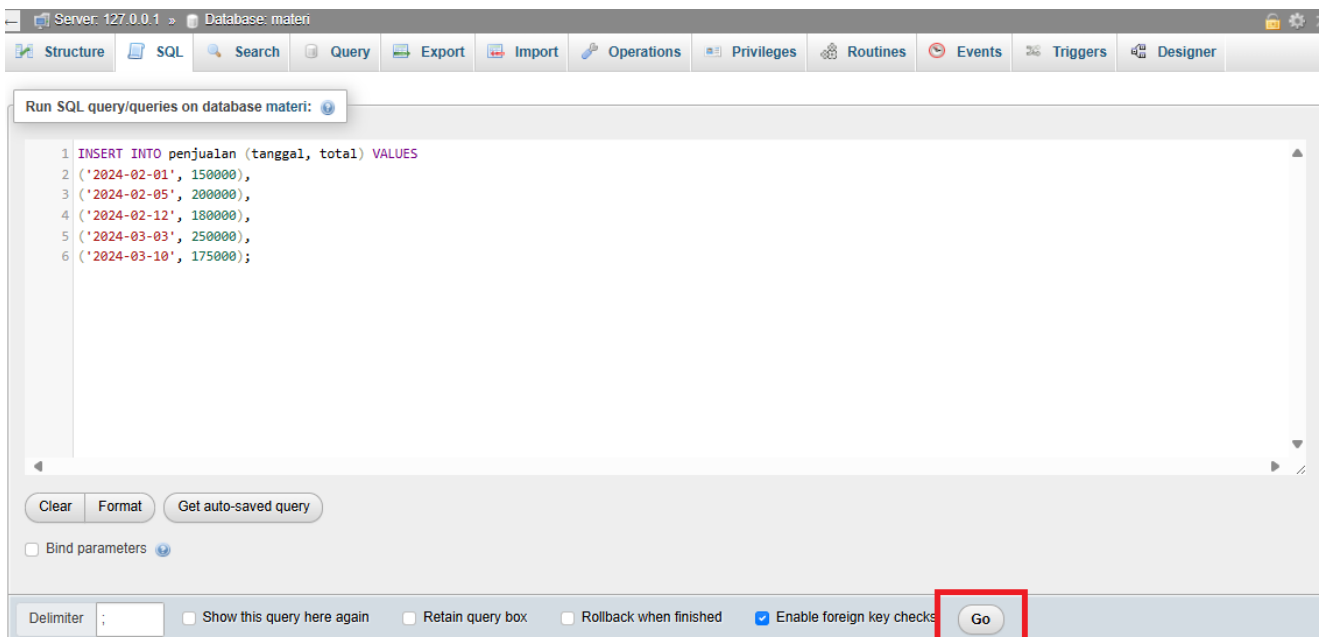 Server: 127.0.0.1 » Database: materi
Structure SQL Search Query Export Import Operations Privileges Routines Events Triggers Designer
Run SQL query/queries on database materi:
1 INSERT INTO penjualan (tanggal, total) VALUES
2 ('2024-02-01', 150000),
3 ('2024-02-05', 200000),
4 ('2024-02-12', 180000),
5 ('2024-03-03', 250000),
6 ('2024-03-10', 175000);
Clear Format Get auto-saved query
Bind parameters
Delimiter ; Show this query here again Retain query box Rollback when finished Enable foreign key checks Go